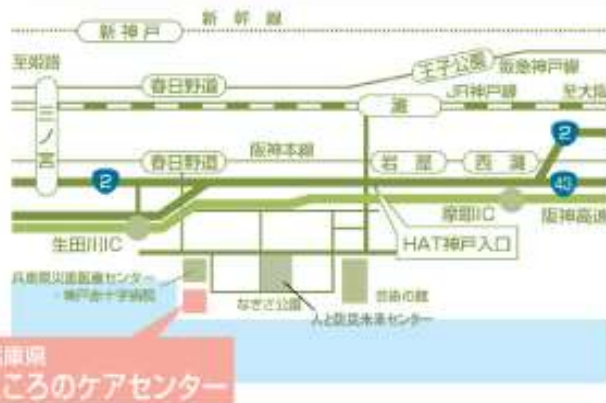 新幹線
新神戸
至姫路
王子公園
阪急神戸線
春日野道
JR神戸線
至大阪
灘
三ノ宮
阪神本線
2
春日野道
岩屋
西灘
2
43
摩耶IC
阪神高速
生田川IC
HAT神戸入口
兵庫県災害医療センター
・神戸赤十字病院
なぎさ公園
人と防災未来センター
兵庫県
こころのケアセンター